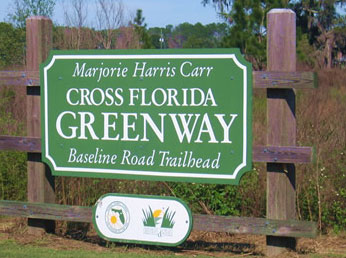 Marjorie Harris Carr
CROSS FLORIDA
GREENWAY
Baseline Road Trailhead